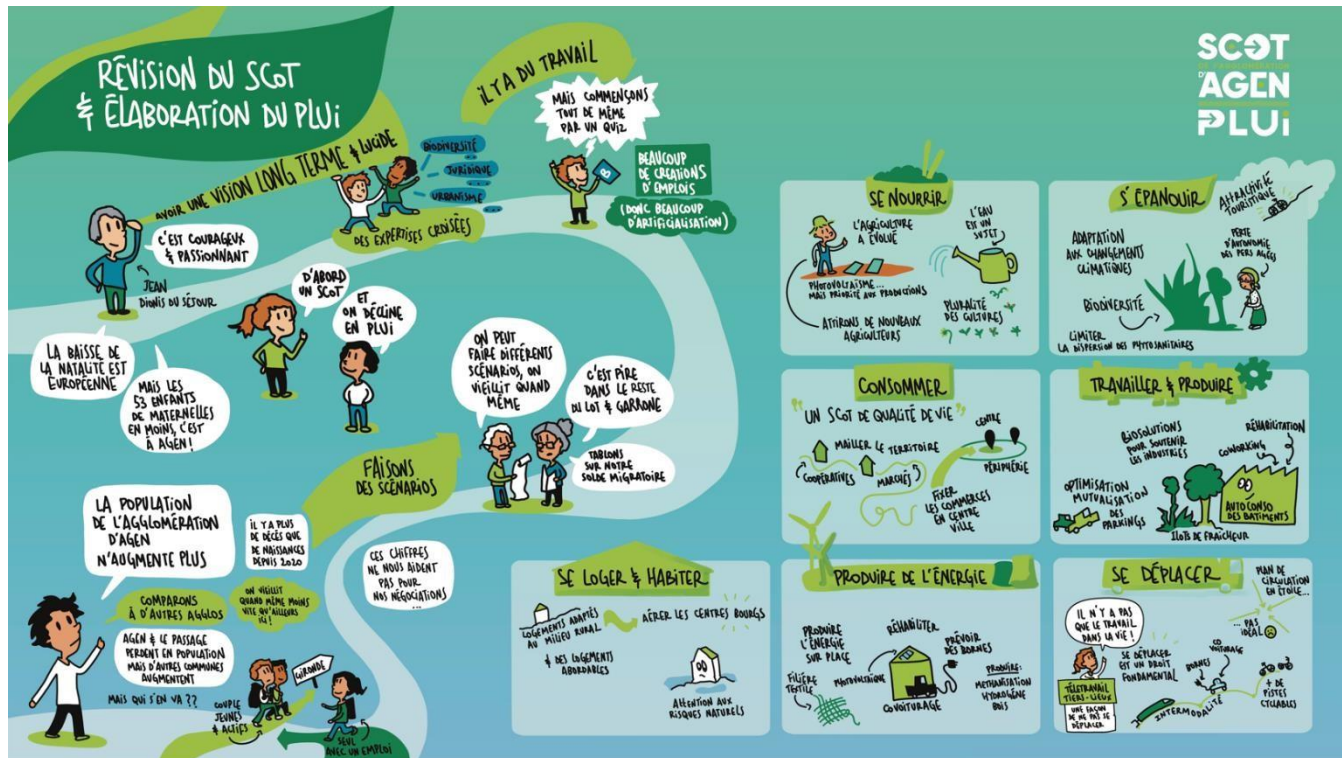 RÉVISION DU SCOT
& ÉLABORATION DU PLUI
AVOIR UNE VISION LONG TERME & LUCIDE
C'EST COURAGEUX
& PASSIONNANT
JEAN
DIONIS DU SÉJOUR
LA BAISSE DE
LA NATALITÉ EST
EUROPÉENNE
MAIS LES
53 ENFANTS
DE MATERNELLES
EN MOINS, C'EST
À AGEN !
BIODIVERSITÉ
JURIDIQUE
URBANISME
DES EXPERTISES CROISÉES
D'ABORD
UN SCOT
ET
ON DÉCLINE
EN PLUI
IL Y A DU TRAVAIL
MAIS COMMENÇONS
TOUT DE MÊME
PAR UN QUIZ
B
BEAUCOUP
DE CREATIONS
D'EMPLOIS
(DONC BEAUCOUP
D'ARTIFICIALISATION)
ON PEUT
FAIRE DIFFÉRENTS
SCÉNARIOS, ON
VIEILLIT QUAND
MÊME
C'EST PIRE
DANS LE RESTE
DU LOT & GARRONE
TABLONS
SUR NOTRE
SOLDE MIGRATOIRE
FAISONS
DES SCÉNARIOS
LA POPULATION
DE L'AGGLOMÉRATION
D'AGEN
N'AUGMENTE PLUS
IL Y A PLUS
DE DÉCÈS QUE
DE NAISSANCES
DEPUIS 2020
COMPARONS
À D'AUTRES AGGLOS
ON VIEILLIT
QUAND MÊME MOINS
VITE QU'AILLEURS
ICI !
CES CHIFFRES
NE NOUS AIDENT
PAS POUR
NOS NÉGOCIATIONS
...
AGEN & LE PASSAGE
PERDENT EN POPULATION
MAIS D'AUTRES COMMUNES
AUGMENTENT
MAIS QUI S'EN VA ??
GIRONDE
COUPLE
JEUNES
& ACTIFS
SEUL
AVEC UN EMPLOI
SCOT
D'AGEN
PLUi
SE NOURRIR
L'AGRICULTURE
A ÉVOLUÉ
L'EAU
EST UN
SUJET
PHOTOVOLTAÏSME...
MAIS PRIORITÉ AUX PRODUCTIONS
ATTIRONS DE NOUVEAUX
AGRICULTEURS
PLURALITÉ
DES CULTURES
S'ÉPANOUIR
ATTRACTIVITÉ
TOURISTIQUE
ADAPTATION
AUX CHANGEMENTS
CLIMATIQUES
PERTE
D'AUTONOMIE
DES PERS AGÉES
BIODIVERSITÉ
LIMITER
LA DISPERSION DES PHYTOSANITAIRES
CONSOMMER
"UN SCOT DE QUALITÉ DE VIE"
MAILLER LE TERRITOIRE
COOPÉRATIVES
MARCHÉS
CENTRE
PÉRIPHÉRIE
FIXER
LES COMMERCES
EN CENTRE
VILLE
TRAVAILLER & PRODUIRE
BIOSOLUTIONS
POUR SOUTENIR
LES INDUSTRIES
RÉHABILITATION
COWORKING
OPTIMISATION
MUTUALISATION
DES
PARKINGS
AUTO CONSO
DES BATIMENTS
ILOTS DE FRAÎCHEUR
SE LOGER & HABITER
LOGEMENTS ADAPTÉS
AU MILIEU RURAL
& DES LOGEMENTS
ABORDABLES
AÉRER LES CENTRES BOURGS
ATTENTION AUX
RISQUES NATURELS
PRODUIRE DE L'ÉNERGIE
PRODUIRE
L'ÉNERGIE
SUR PLACE
RÉHABILITER
PRÉVOIR
DES BORNES
FILIÈRE
TEXTILE
PHOTOVOLTAÏQUE
COVOITURAGE
PRODUIRE :
METHANISATION
HYDROGÈNE
BOIS
SE DÉPLACER
IL N'Y A PAS
QUE LE TRAVAIL
DANS LA VIE !
PLAN DE
CIRCULATION
EN ÉTOILE...
... PAS
IDÉAL
SE DÉPLACER
EST UN DROIT
FONDAMENTAL
TÉLÉTRAVAIL
TIERS-LIEUX
UNE FAÇON
DE NE PAS SE
DÉPLACER
BORNES
CO
VOITURAGE
INTERMODALITÉ
+ DE
PISTES
CYCLABLES